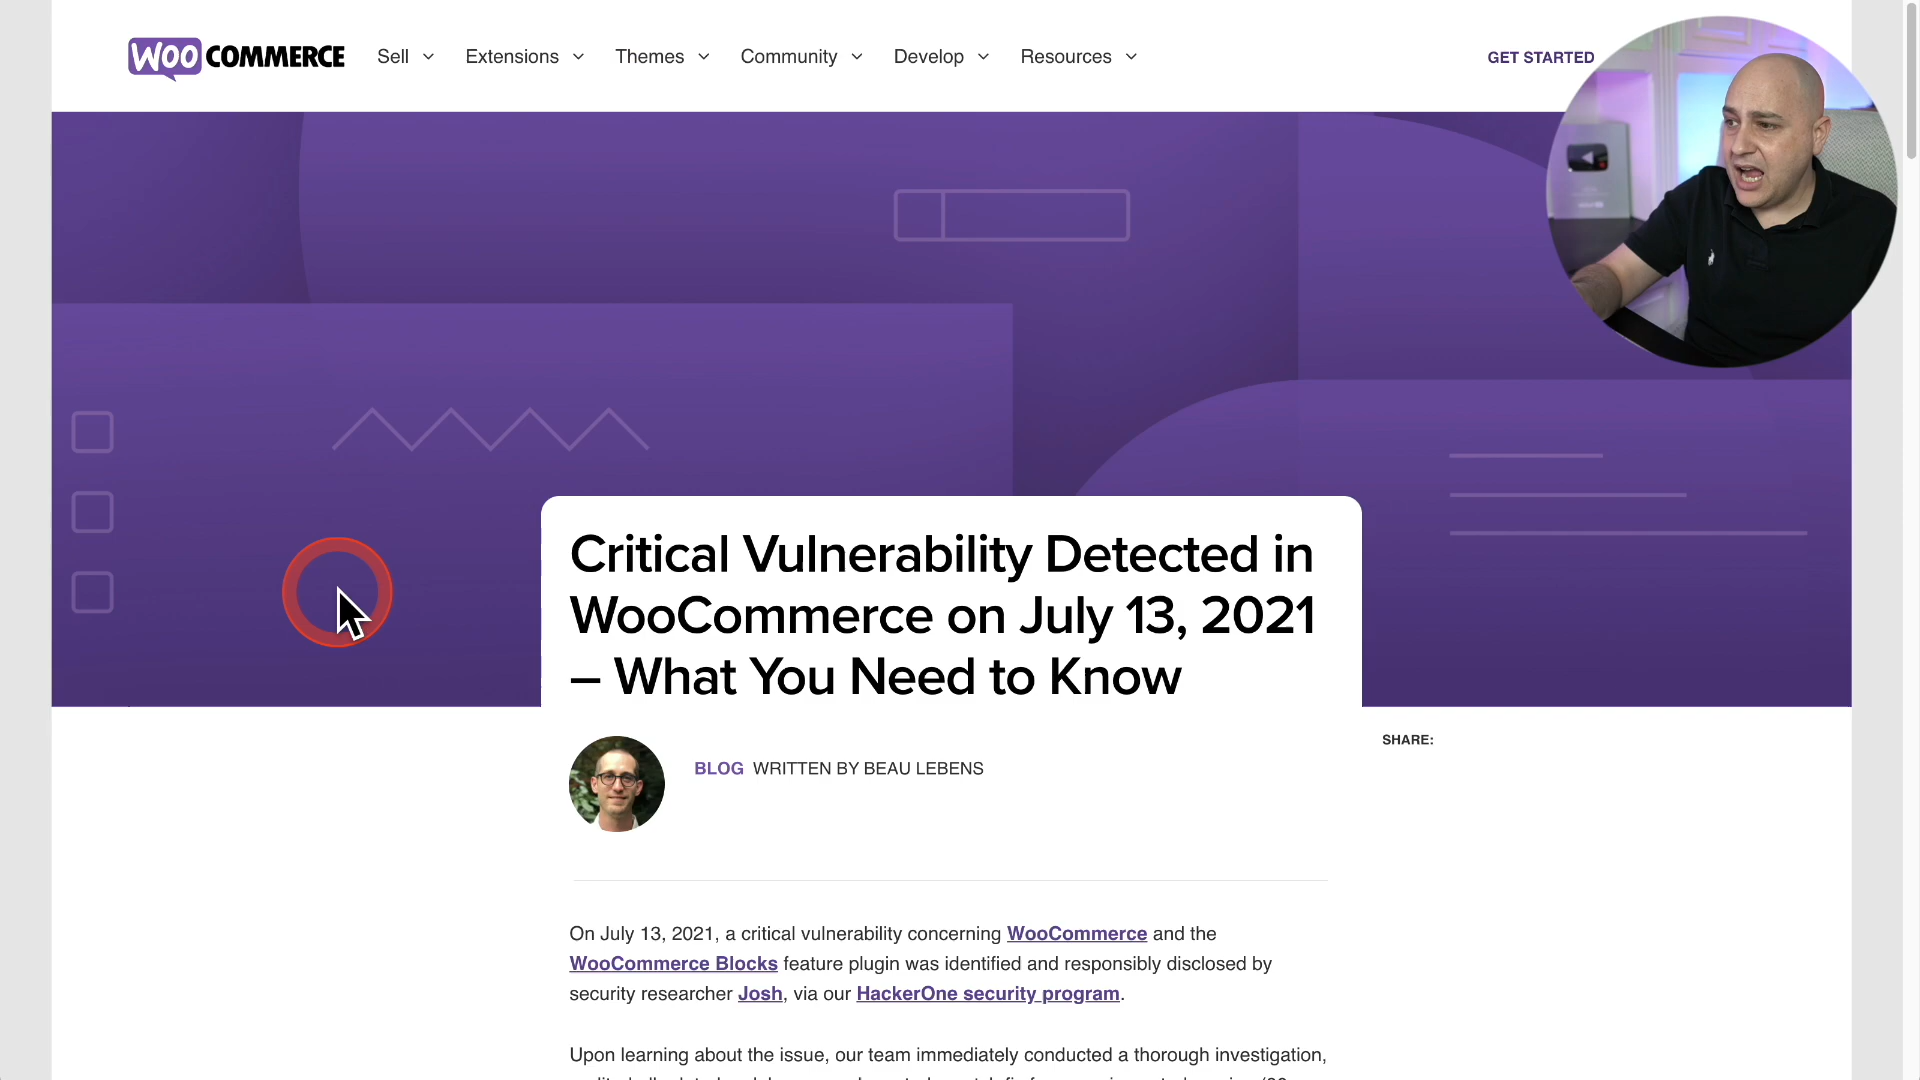 WOO COMMERCE Sell Extensions Themes Community Develop Resources GET STARTED
Critical Vulnerability Detected in
WooCommerce on July 13, 2021
– What You Need to Know
BLOG WRITTEN BY BEAU LEBENS
SHARE:
On July 13, 2021, a critical vulnerability concerning WooCommerce and the
WooCommerce Blocks feature plugin was identified and responsibly disclosed by
security researcher Josh, via our HackerOne security program.
Upon learning about the issue, our team immediately conducted a thorough investigation,